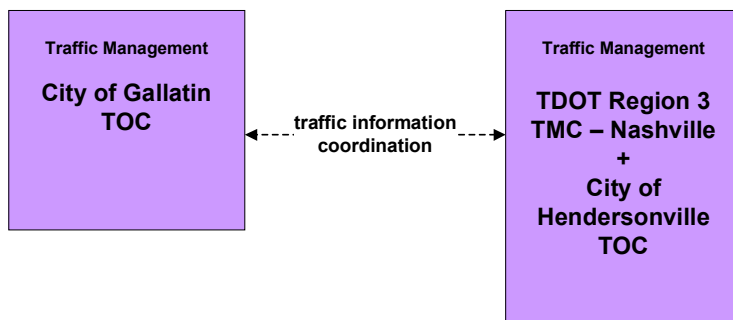 Traffic Management
City of Gallatin
TOC
traffic information
coordination
Traffic Management
TDOT Region 3
TMC – Nashville
+
City of
Hendersonville
TOC